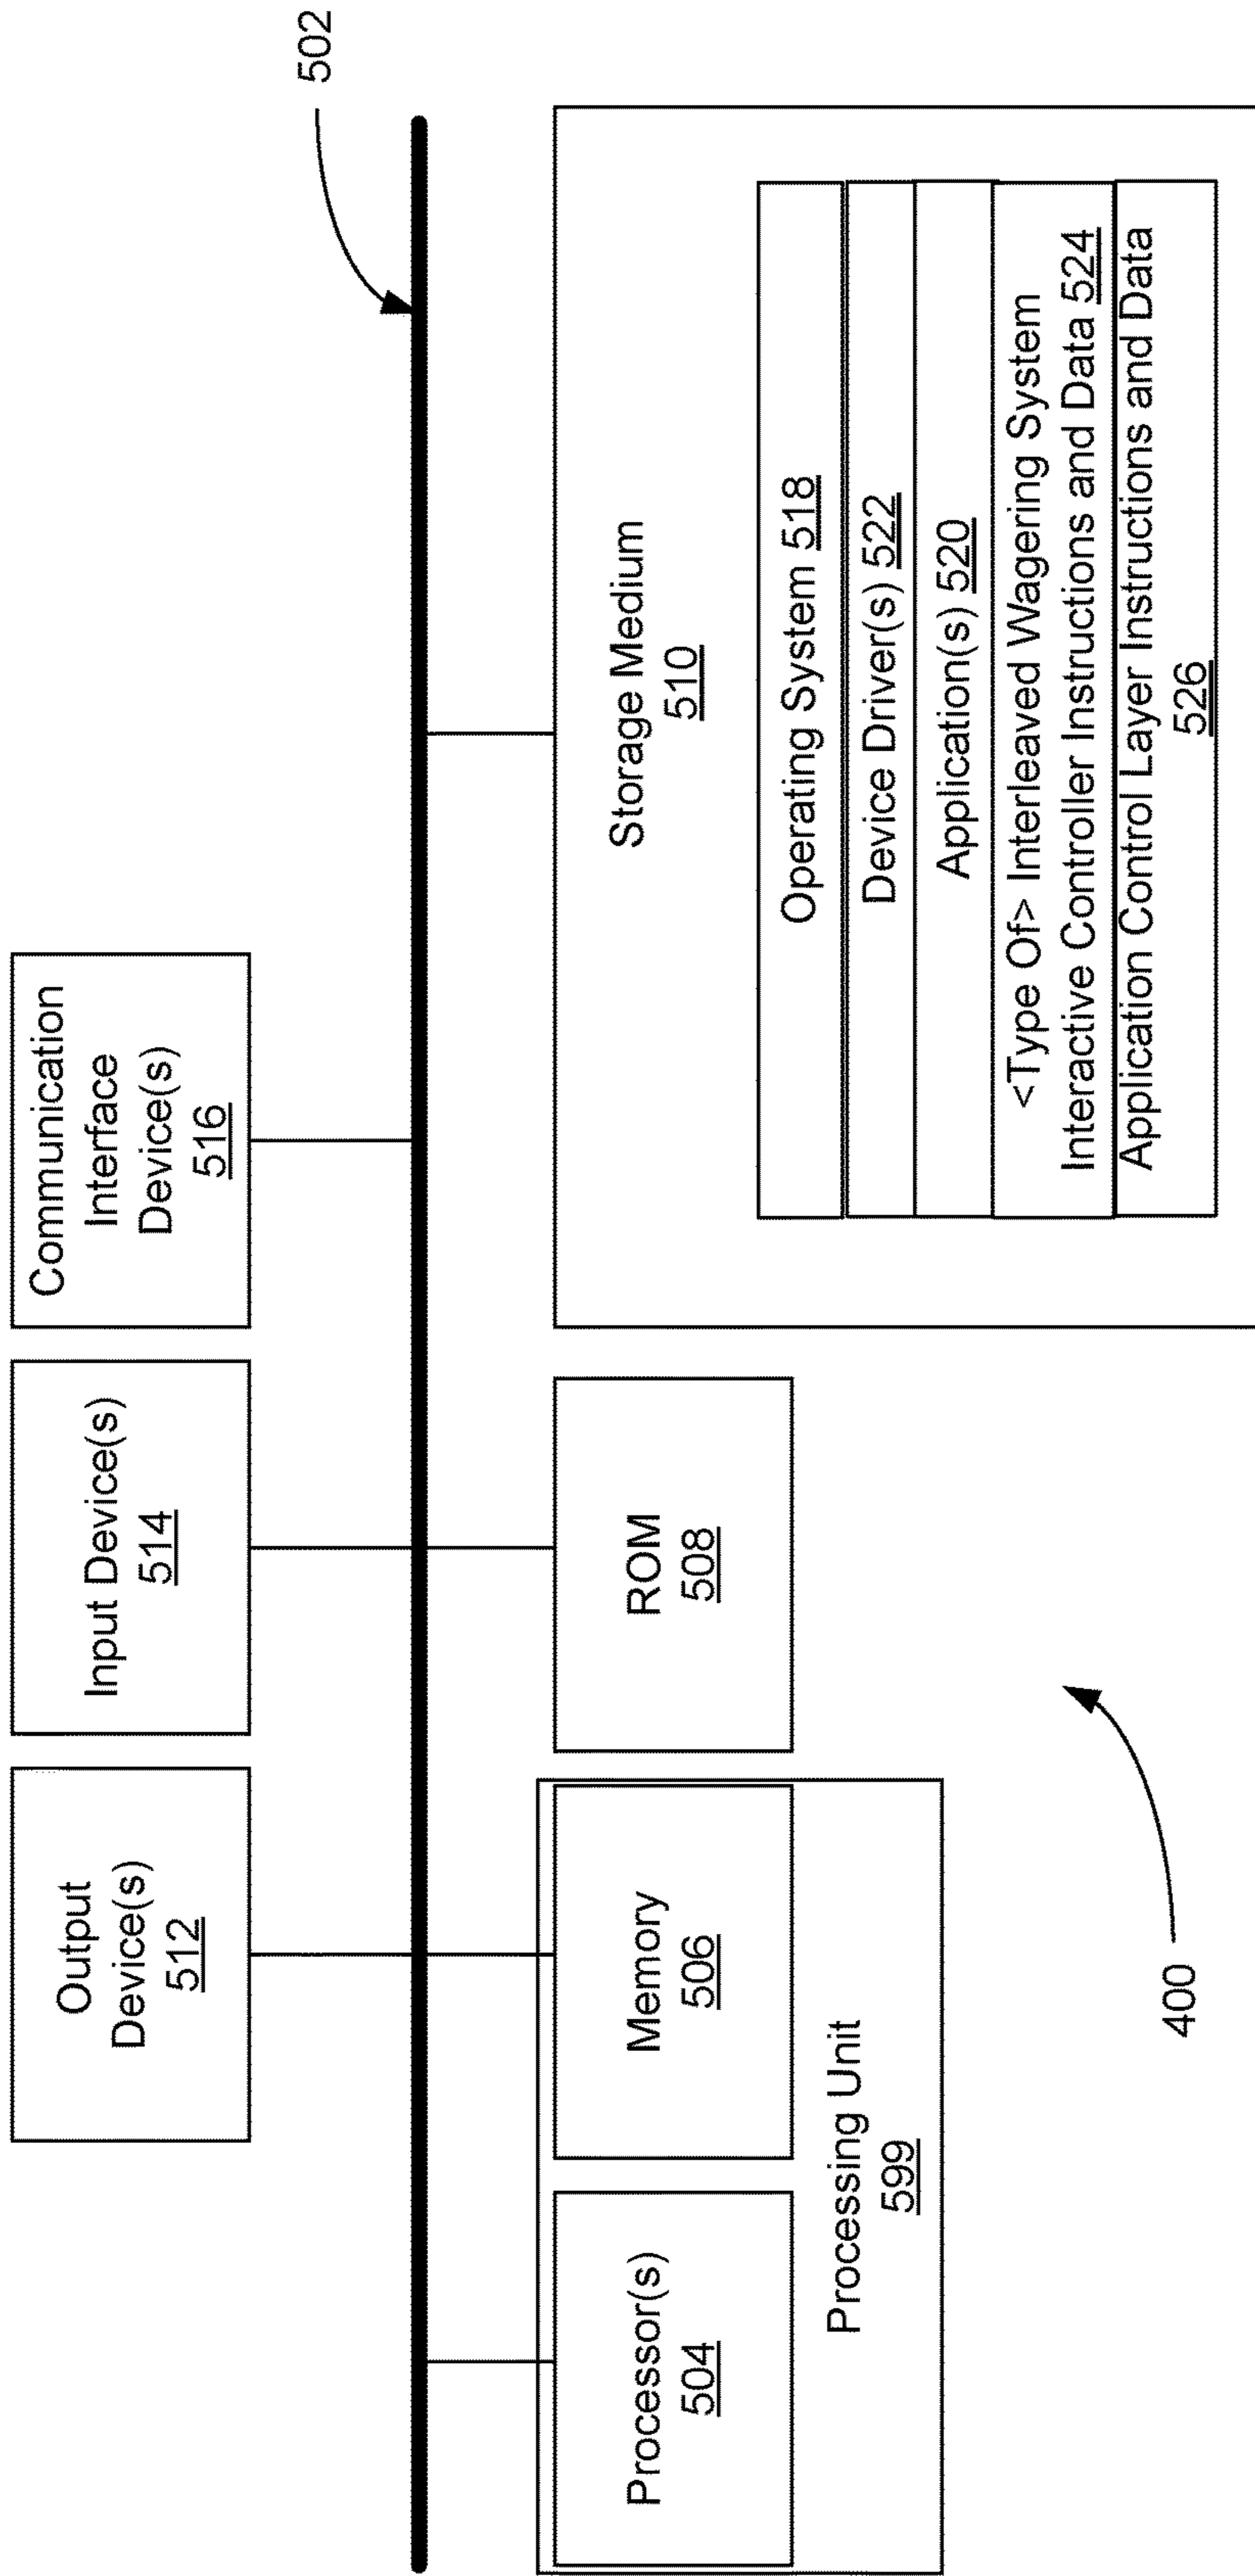 Output
Device(s)
512
Input Device(s)
514
Communication
Interface
Device(s)
516
502
Processor(s)
504
Memory
506
Processing Unit
599
ROM
508
Storage Medium
510
Operating System 518
Device Driver(s) 522
Application(s) 520
<Type Of> Interleaved Wagering System
Interactive Controller Instructions and Data 524
Application Control Layer Instructions and Data
526
400